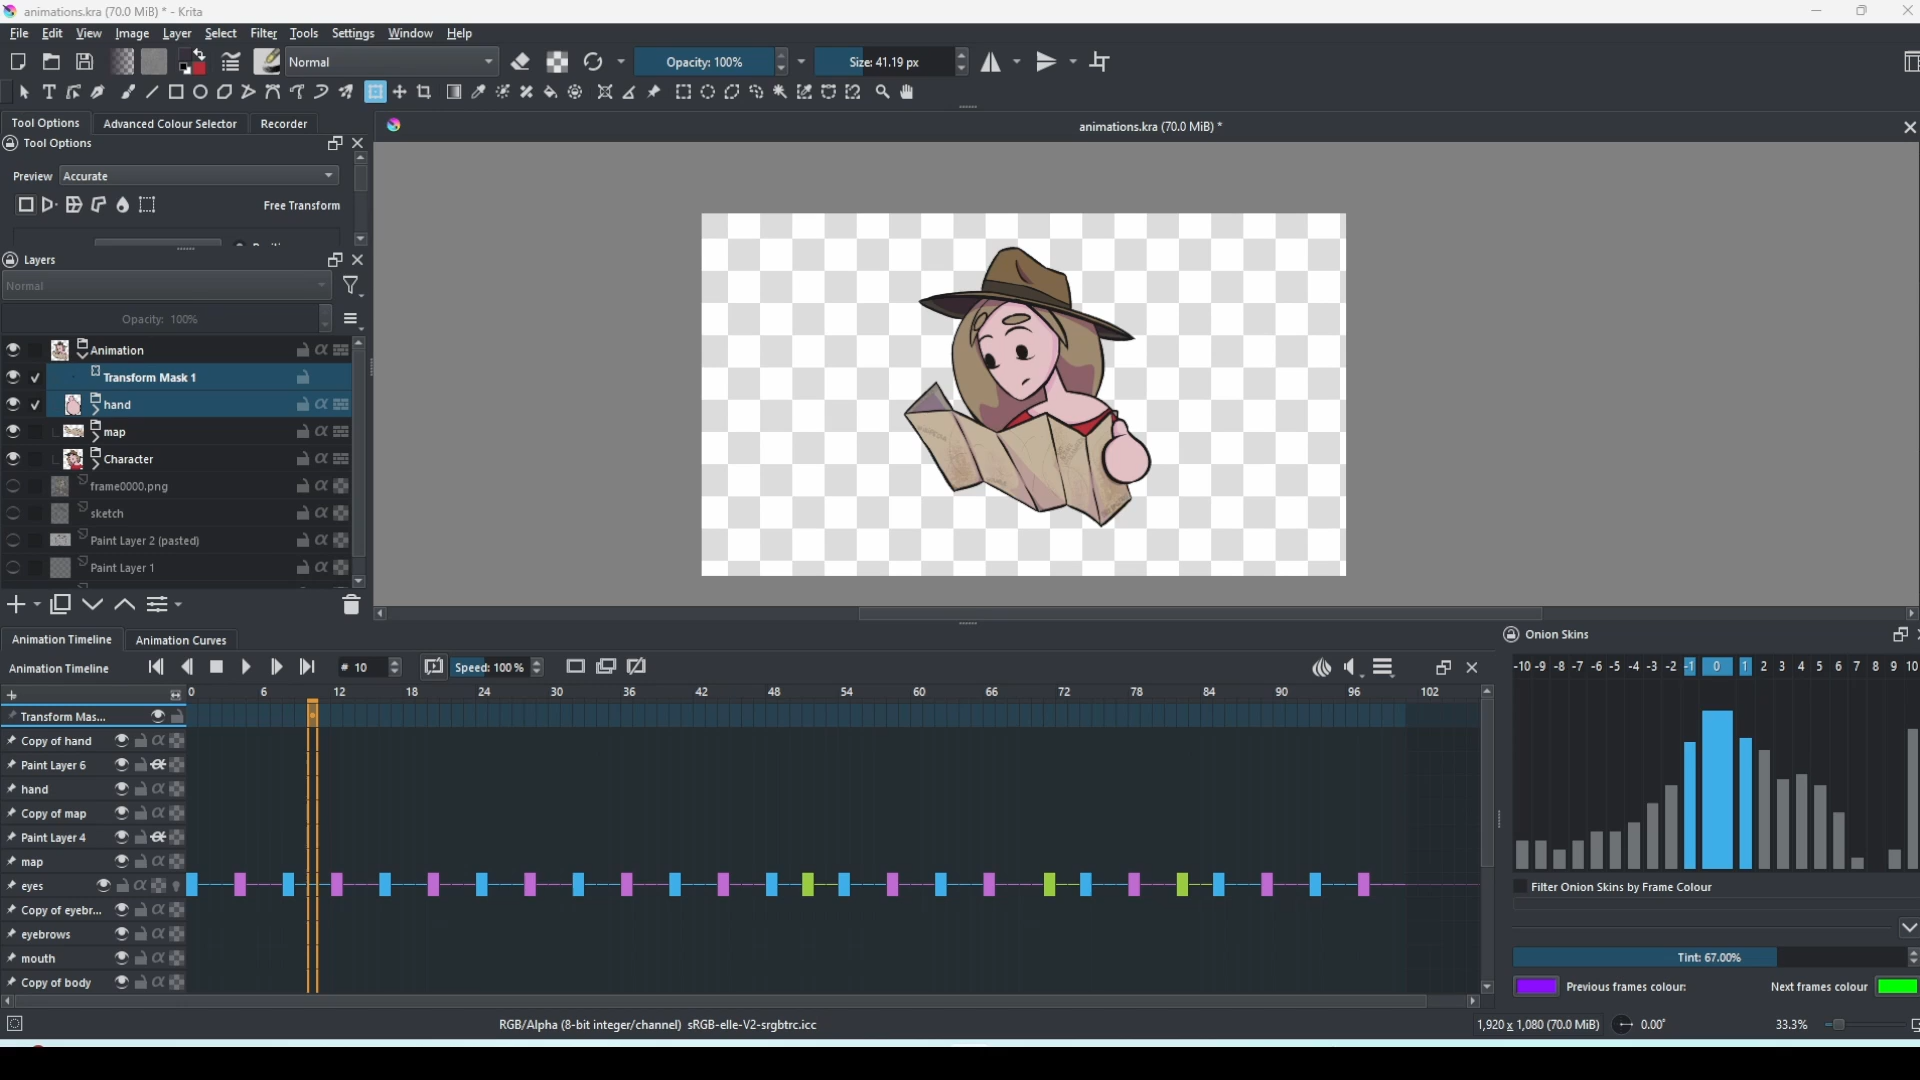 animations.kra (70.0 MiB) * - Krita
File Edit View Image Layer Select Filter Tools Settings Window Help
Normal Opacity: 100% Size: 41.19 px
Tool Options Advanced Colour Selector Recorder
animations.kra (70.0 MiB) *
Tool Options
Preview Accurate
Free Transform
Layers
Normal
Opacity: 100%
Animation
Transform Mask 1
hand
map
Character
frame0000.png
sketch
Paint Layer 2 (pasted)
Paint Layer 1
Animation Timeline Animation Curves
Onion Skins
Animation Timeline # 10 Speed: 100 %
-10 -9 -8 -7 -6 -5 -4 -3 -2 -1 0 1 2 3 4 5 6 7 8 9 10
0 6 12 18 24 30 36 42 48 54 60 66 72 78 84 90 96 102
Transform Mas...
Copy of hand
Paint Layer 6
hand
Copy of map
Paint Layer 4
map
eyes
Filter Onion Skins by Frame Colour
Copy of eyebr...
eyebrows
mouth
Tint: 67.00%
Copy of body
Previous frames colour: Next frames colour
RGB/Alpha (8-bit integer/channel) sRGB-elle-V2-srgbtrc.icc
1,920 x 1,080 (70.0 MiB) 0.00° 33.3%